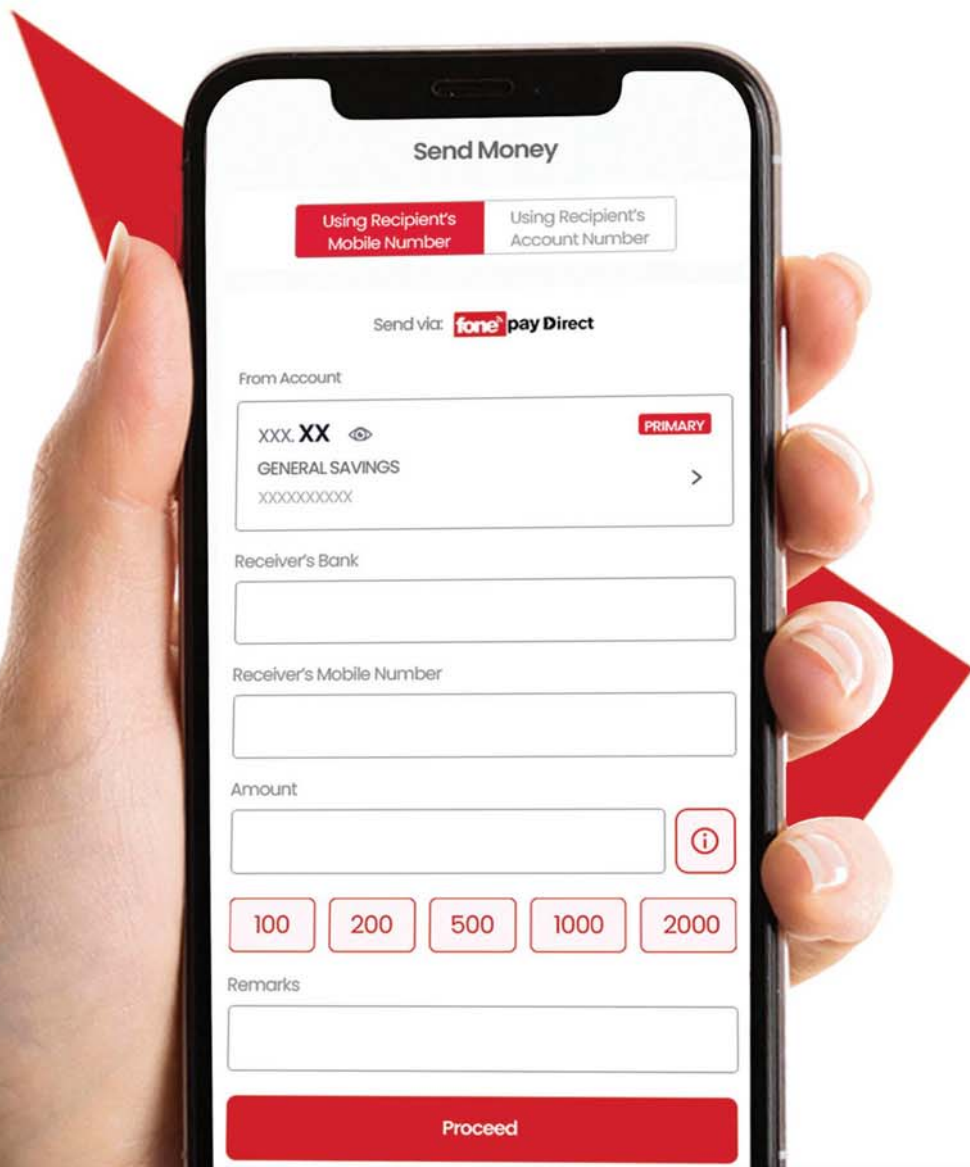 Send Money
Using Recipient's
Mobile Number
Using Recipient's
Account Number
Send via: fone pay Direct
From Account
XXX. XX
PRIMARY
GENERAL SAVINGS
XXXXXXXXXX
Receiver's Bank
Receiver's Mobile Number
Amount
100 200 500 1000 2000
Remarks
Proceed